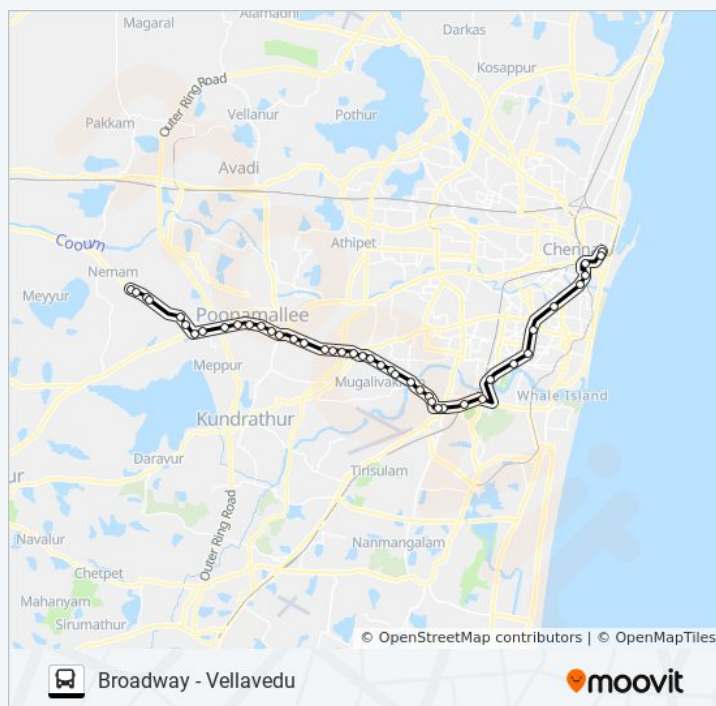 Magaral
Alamadhi
Darkas
Kosappur
Outer Ring Road
Vellanur
Pothur
Pakkam
Avadi
Cooum
Athipet
Chennai
Nemam
Meyyur
Poonamallee
Meppur
Mugalivakkam
Whale Island
Kundrathur
Daravur
Tirisulam
ur
Outer Ring Road
Navalur
Nanmangalam
Chetpet
Mahanyam
Sirumathur
© OpenStreetMap contributors | © OpenMapTiles
Broadway - Vellavedu
moovit